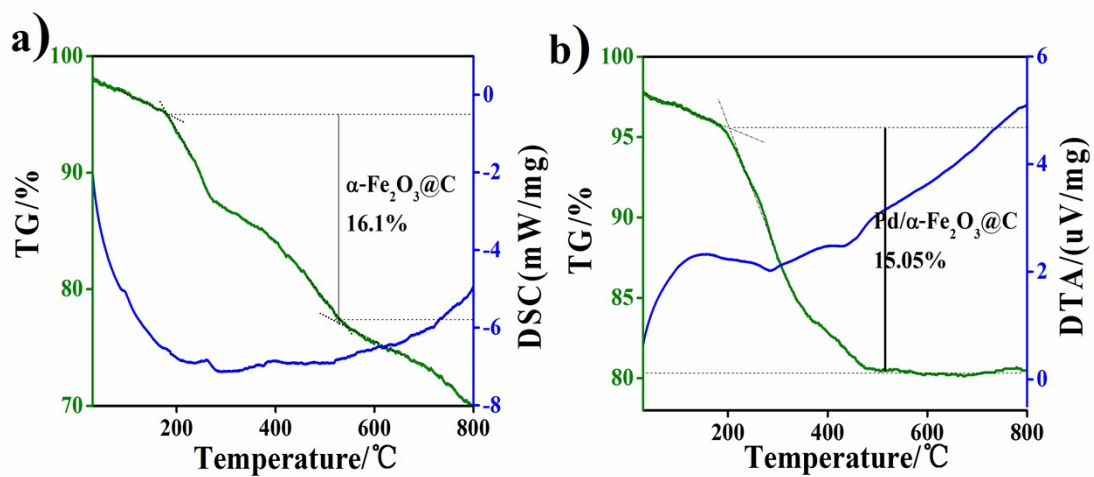 a)
100
90
80
70
TG/%
200
400
600
800
Temperature/℃
0
-2
-4
-6
-8
DSC(mW/mg)
α-Fe₂O₃@C
16.1%
b)
100
95
90
85
80
TG/%
200
400
600
800
Temperature/℃
6
4
2
0
DTA/(uV/mg)
Pd/α-Fe₂O₃@C
15.05%